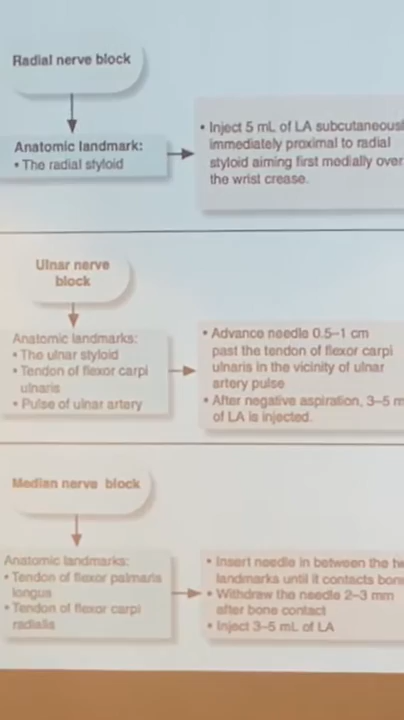 Radial nerve block
Anatomic landmark:
• The radial styloid
• Inject 5 mL of LA subcutaneousl
immediately proximal to radial
styloid aiming first medially over
the wrist crease.
Ulnar nerve
block
Anatomic landmarks:
• The ulnar styloid
• Tendon of flexor carpi
ulnaris
• Pulse of ulnar artery
• Advance needle 0.5–1 cm
past the tendon of flexor carpi
ulnaris in the vicinity of ulnar
artery pulse
• After negative aspiration, 3–5 m
of LA is injected.
Median nerve block
Anatomic landmarks:
• Tendon of flexor palmaris
longus
• Tendon of flexor carpi
radialis
• Insert needle in between the tw
landmarks until it contacts bone
• Withdraw the needle 2–3 mm
after bone contact
• Inject 3–5 mL of LA